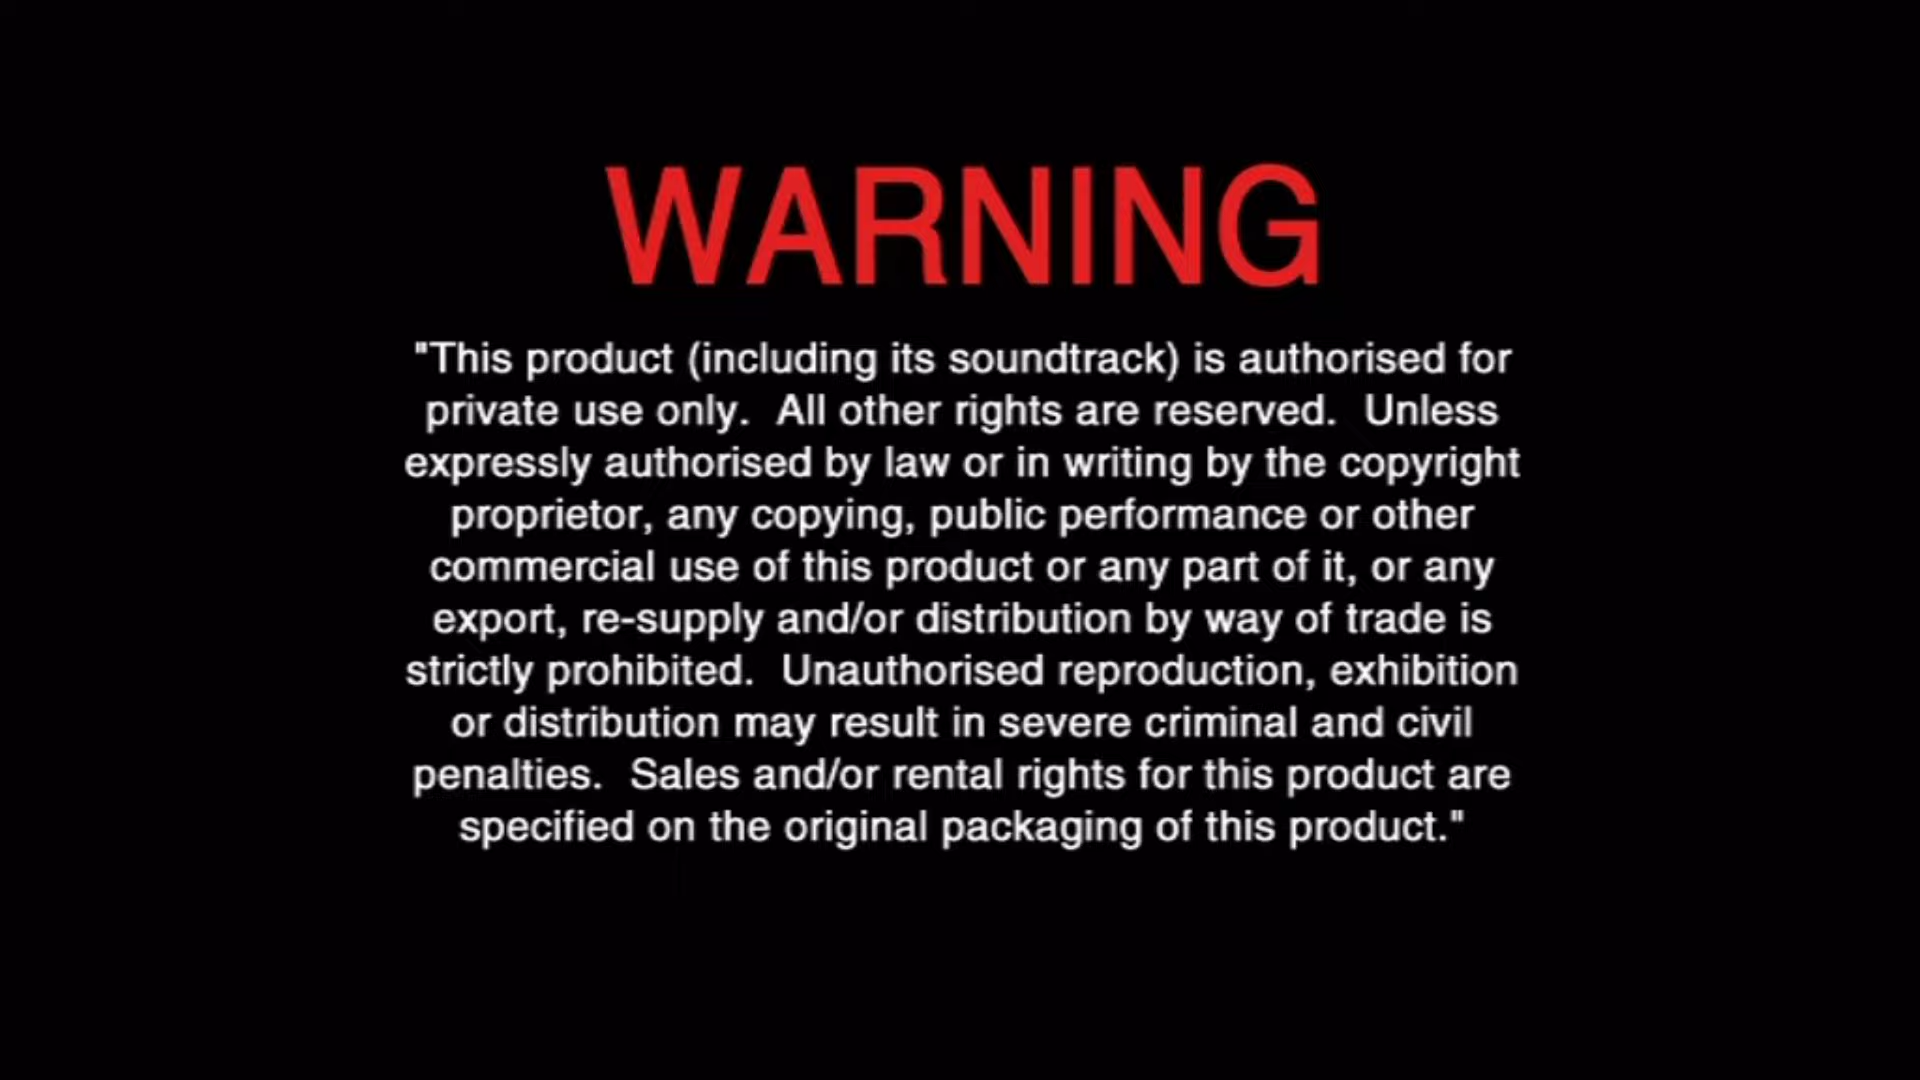 WARNING
"This product (including its soundtrack) is authorised for
private use only.  All other rights are reserved.  Unless
expressly authorised by law or in writing by the copyright
proprietor, any copying, public performance or other
commercial use of this product or any part of it, or any
export, re-supply and/or distribution by way of trade is
strictly prohibited.  Unauthorised reproduction, exhibition
or distribution may result in severe criminal and civil
penalties.  Sales and/or rental rights for this product are
specified on the original packaging of this product."